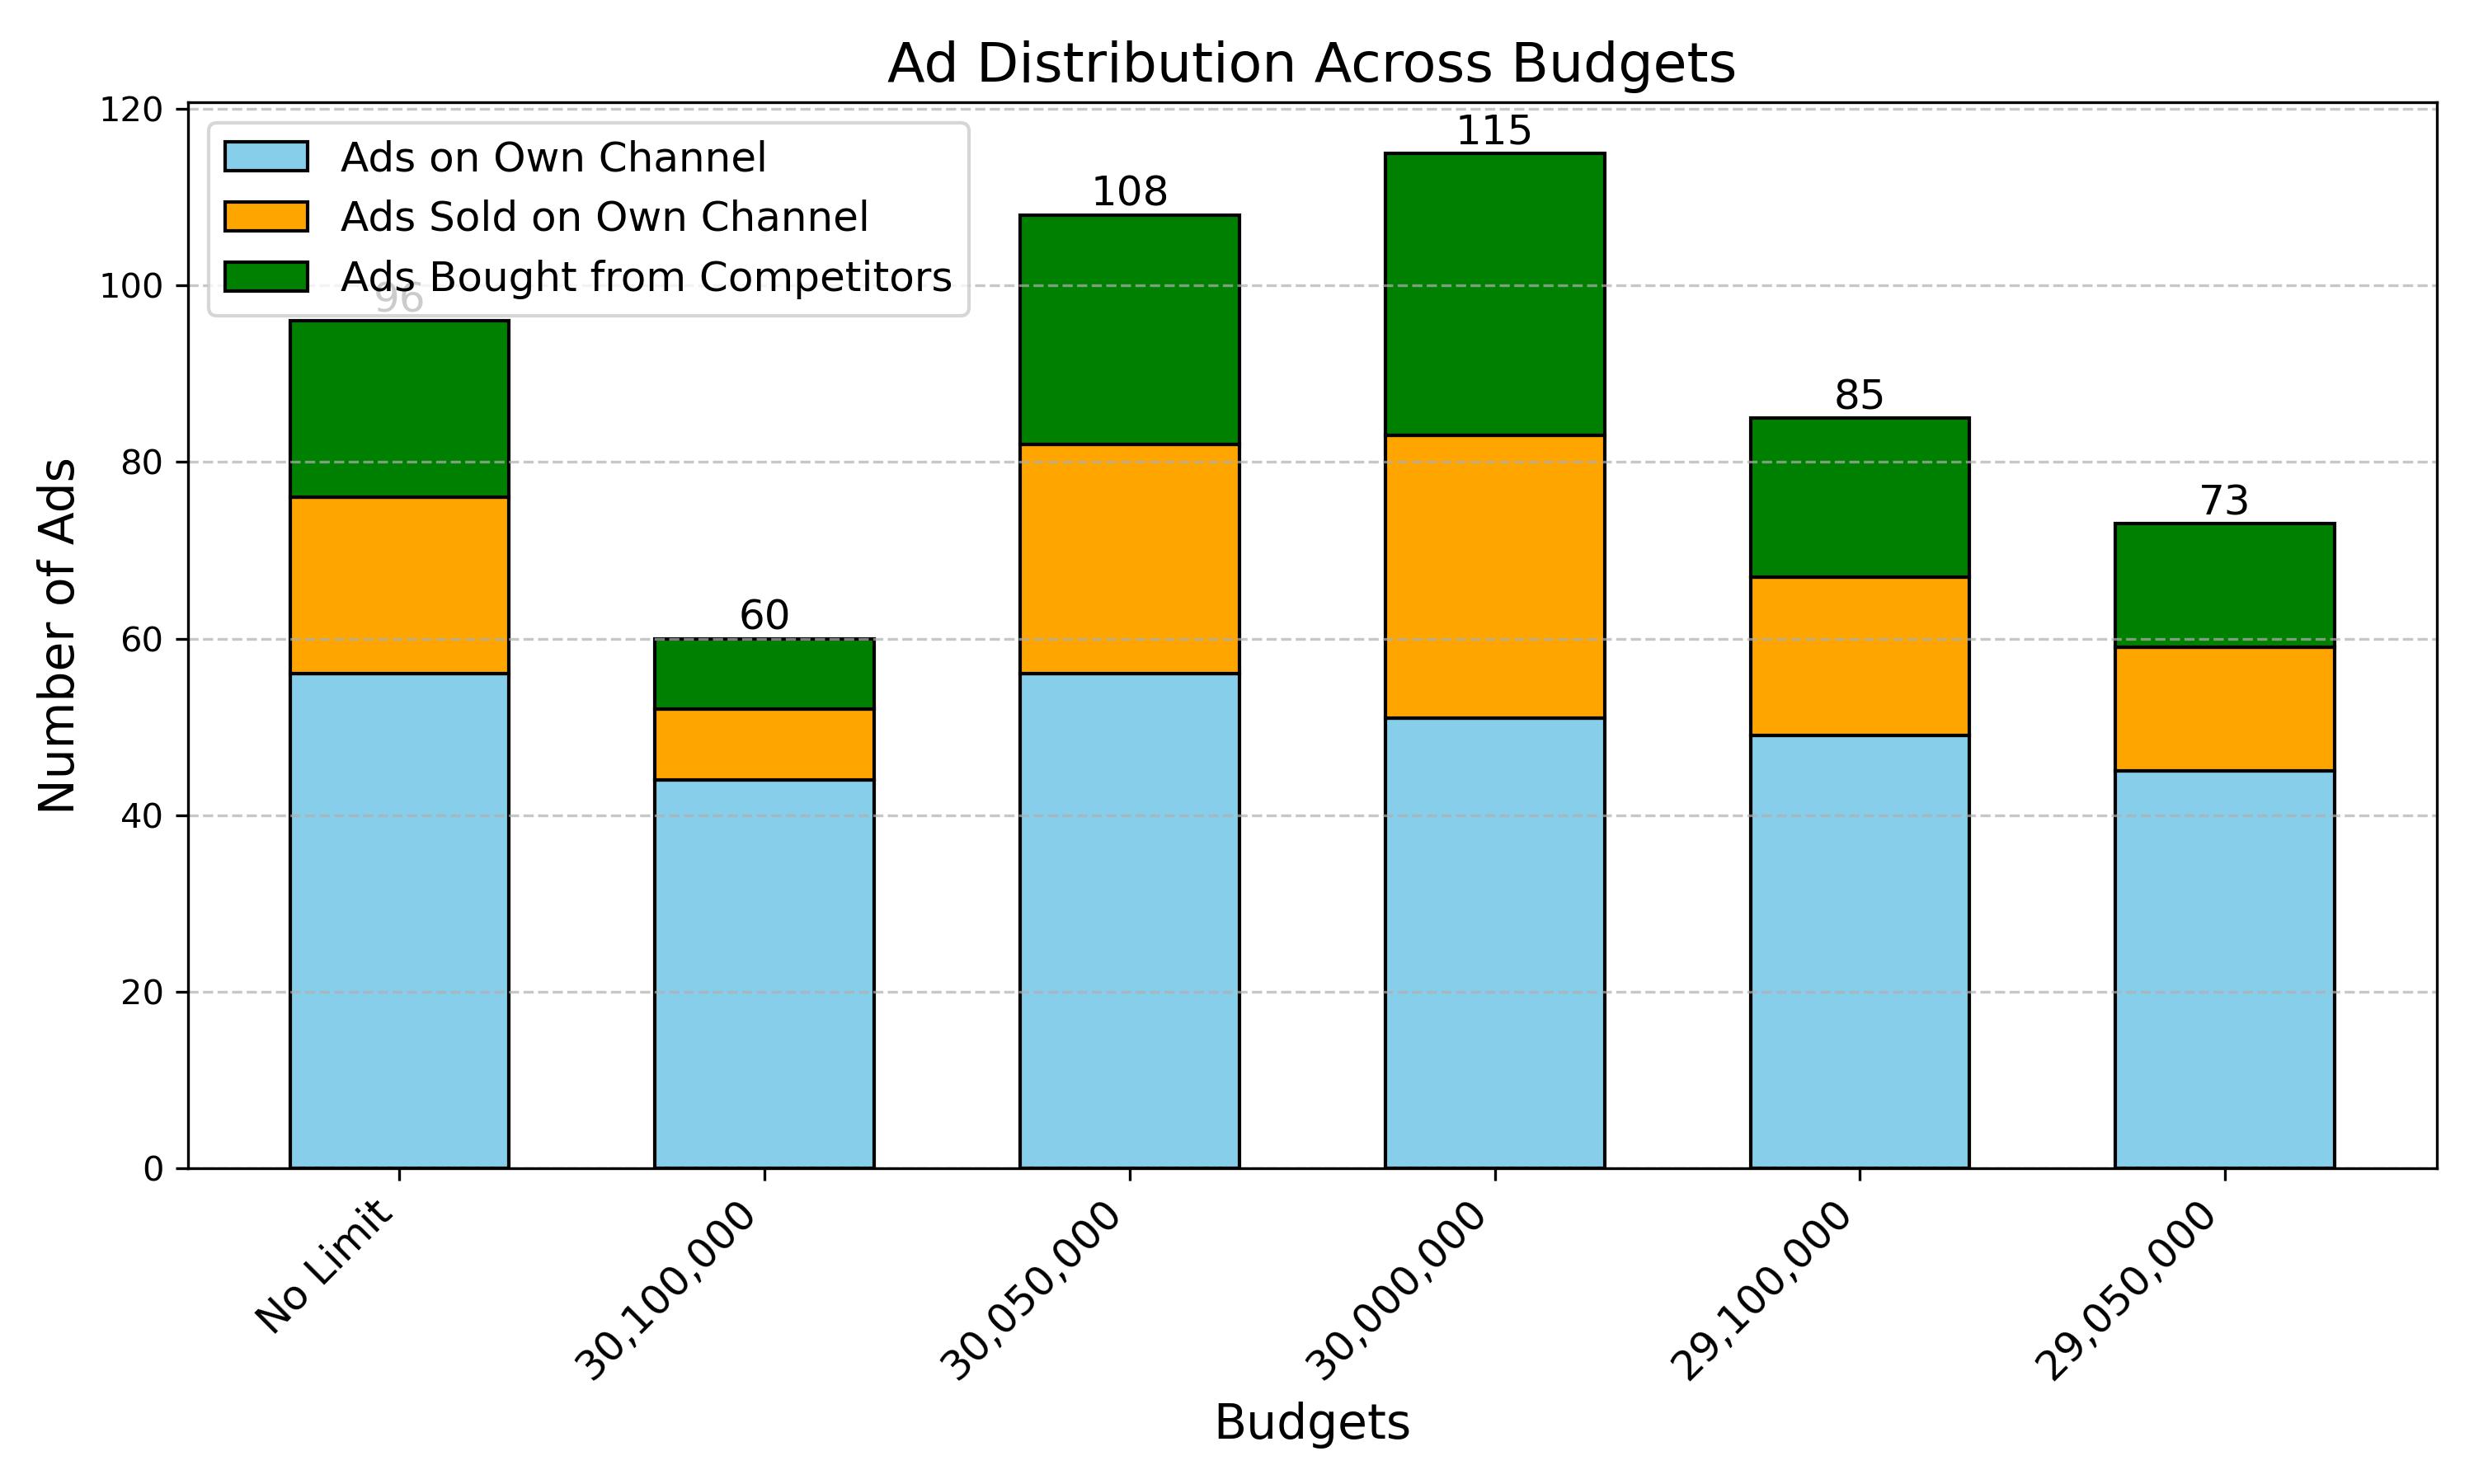 Ad Distribution Across Budgets
120
100
80
60
40
20
0
Number of Ads
Ads on Own Channel
Ads Sold on Own Channel
Ads Bought from Competitors
96
60
108
115
85
73
No Limit
30,100,000
30,050,000
30,000,000
29,100,000
29,050,000
Budgets